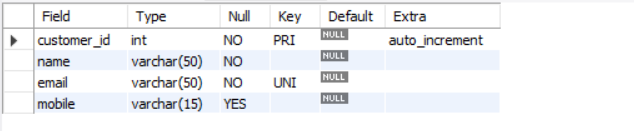 Field Type Null Key Default Extra
customer_id int NO PRI NULL auto_increment
name varchar(50) NO NULL
email varchar(50) NO UNI NULL
mobile varchar(15) YES NULL